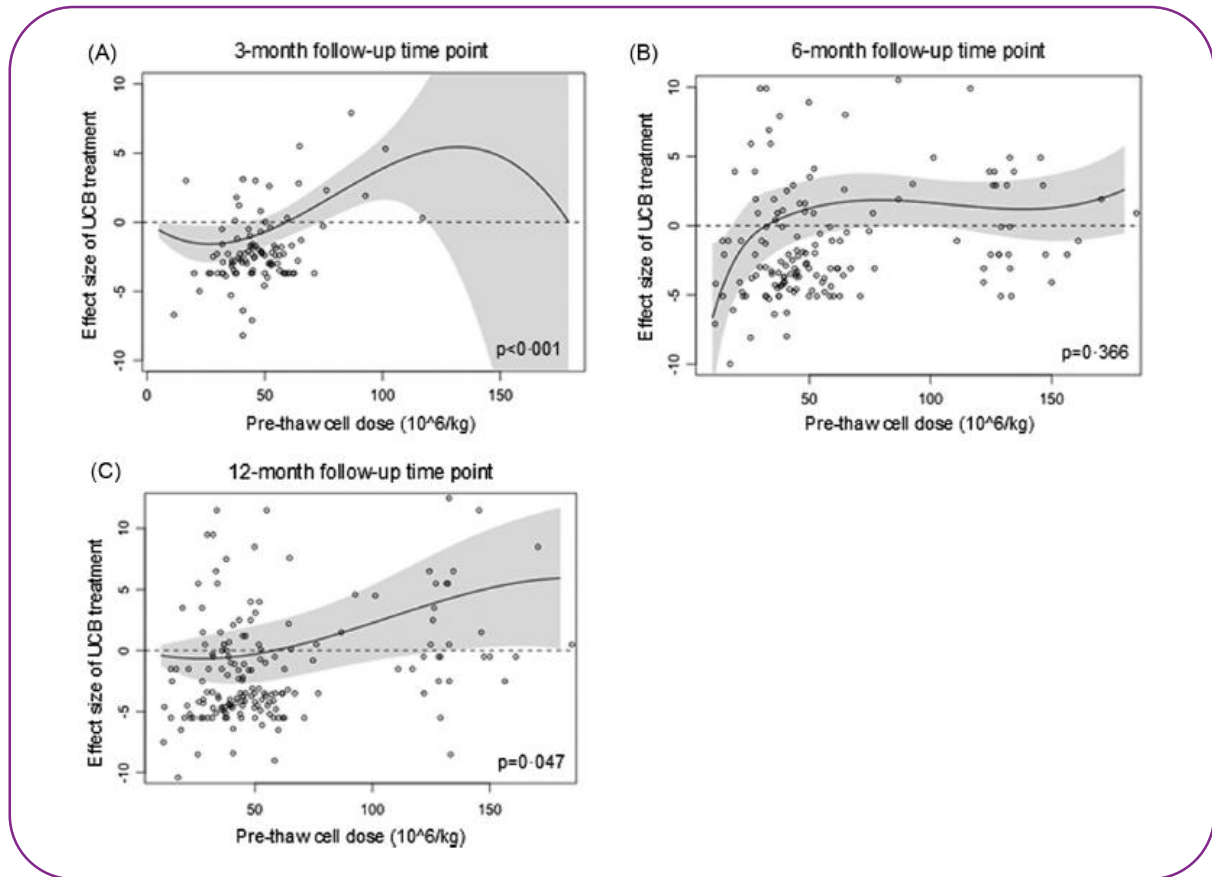 (A)
3-month follow-up time point
Effect size of UCB treatment
10
5
0
-5
-10
p<0·001
0 50 100 150
Pre-thaw cell dose (10^6/kg)
(B)
6-month follow-up time point
Effect size of UCB treatment
10
5
0
-5
-10
p=0·366
50 100 150
Pre-thaw cell dose (10^6/kg)
(C)
12-month follow-up time point
Effect size of UCB treatment
10
5
0
-5
-10
p=0·047
50 100 150
Pre-thaw cell dose (10^6/kg)